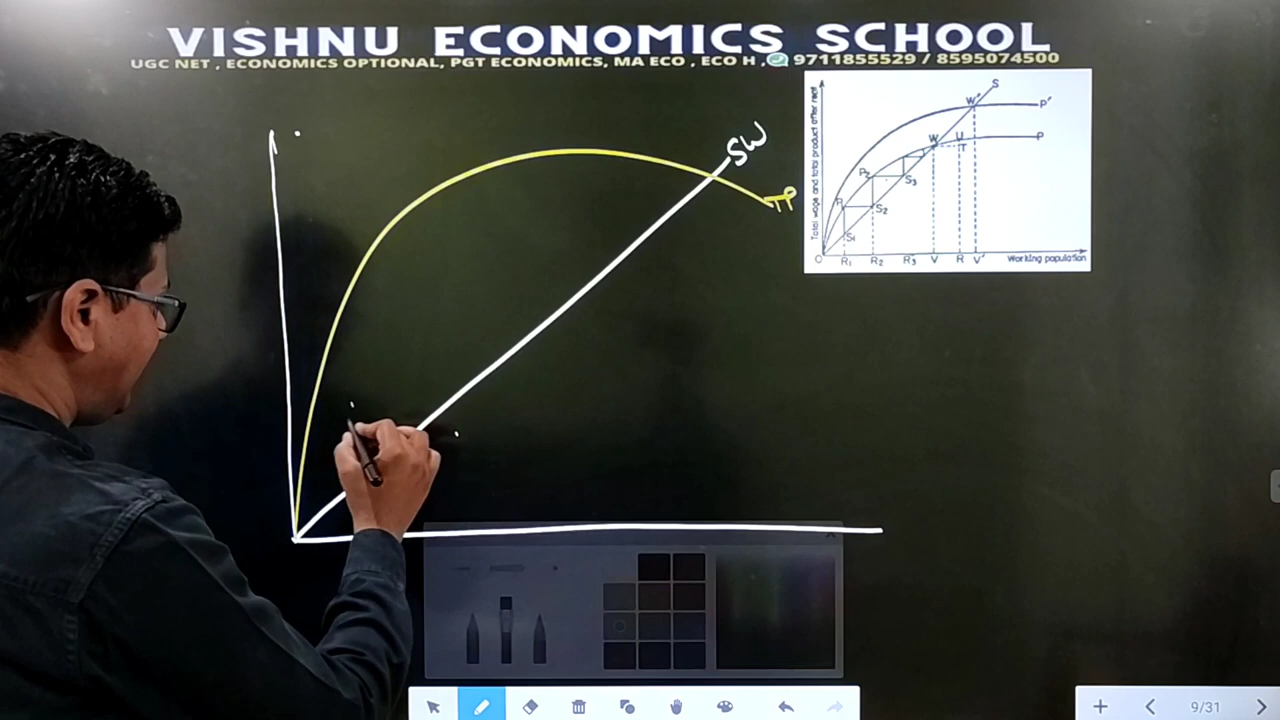 VISHNU ECONOMICS SCHOOL
UGC NET , ECONOMICS OPTIONAL, PGT ECONOMICS, MA ECO , ECO H , 9711855529 / 8595074500
SW
TP
Total wage and total product after rent
S
W'
P'
W
U
P
T
P2
S3
S2
S1
O
R1
R2
R3
V
R
V'
Working population
9/31